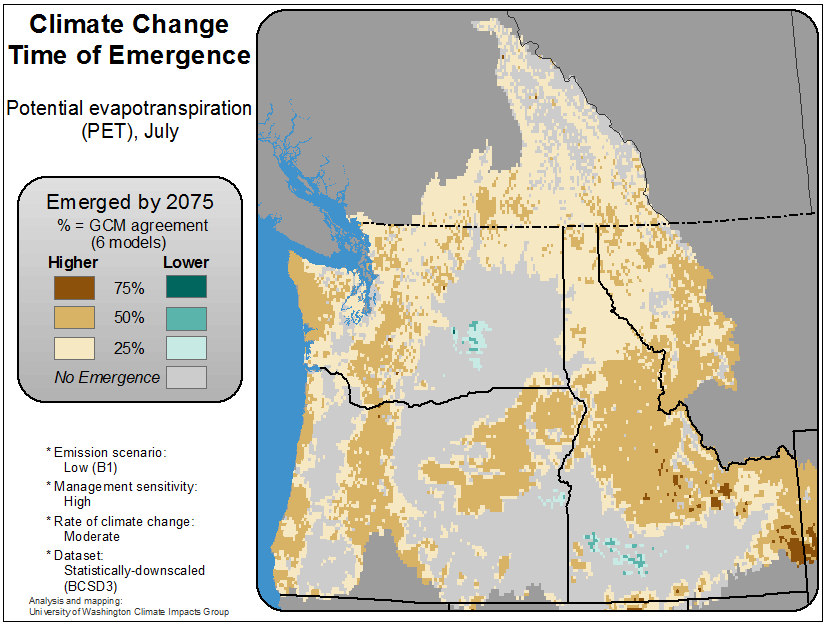 Climate Change
Time of Emergence
Potential evapotranspiration
(PET), July
Emerged by 2075
% = GCM agreement
(6 models)
Higher Lower
75%
50%
25%
No Emergence
* Emission scenario:
Low (B1)
* Management sensitivity:
High
* Rate of climate change:
Moderate
* Dataset:
Statistically-downscaled
(BCSD3)
Analysis and mapping:
University of Washington Climate Impacts Group